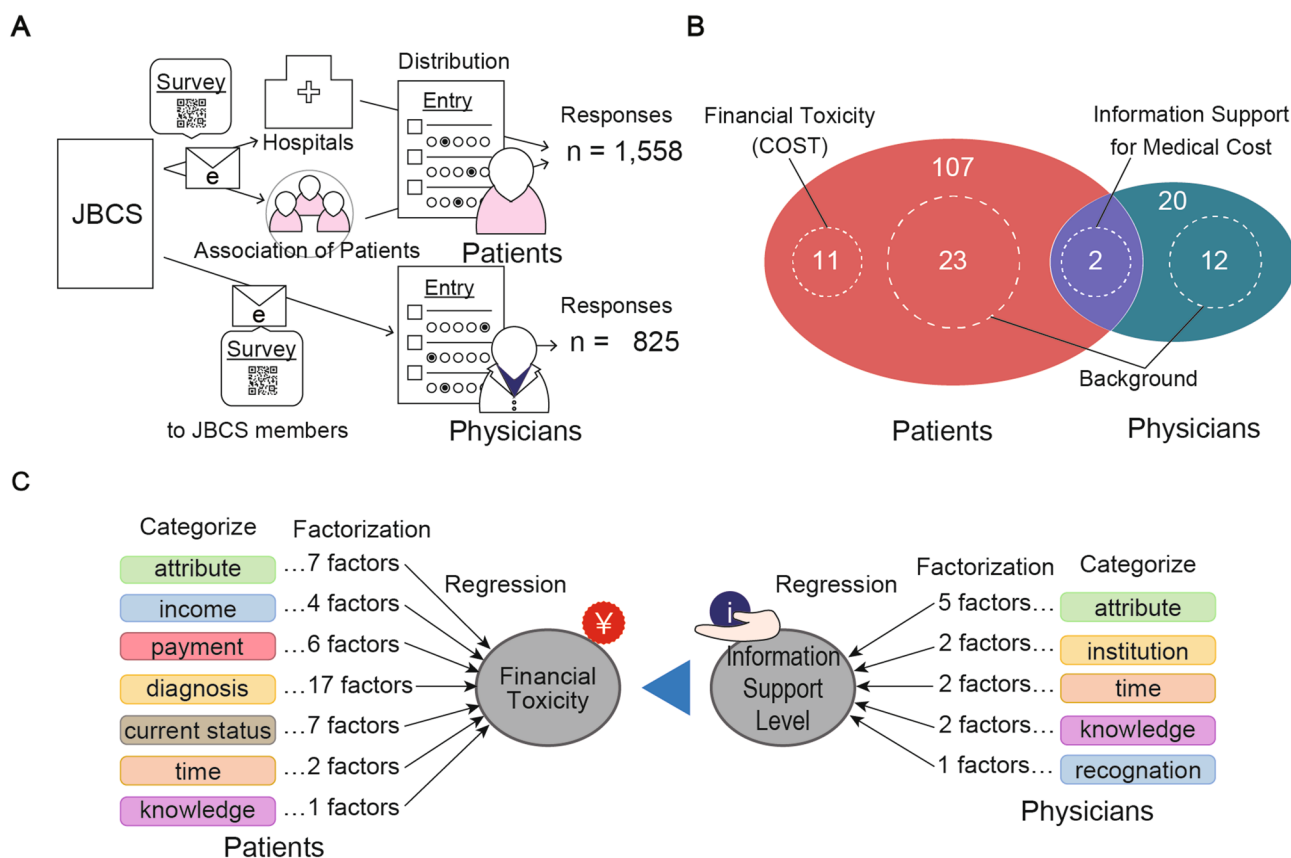 A
Survey
JBCS
e
Hospitals
Association of Patients
Distribution
Entry
Patients
Responses
n = 1,558
e
Survey
to JBCS members
Entry
Physicians
Responses
n = 825
B
Financial Toxicity
(COST)
Information Support
for Medical Cost
107
20
11
23
2
12
Background
Patients
Physicians
C
Categorize
Factorization
attribute
...7 factors
income
...4 factors
payment
...6 factors
diagnosis
...17 factors
current status
...7 factors
time
...2 factors
knowledge
...1 factors
Patients
Regression
¥
Financial
Toxicity
i
Information
Support
Level
Regression
Factorization
Categorize
5 factors...
attribute
2 factors...
institution
2 factors...
time
2 factors...
knowledge
1 factors...
recognation
Physicians